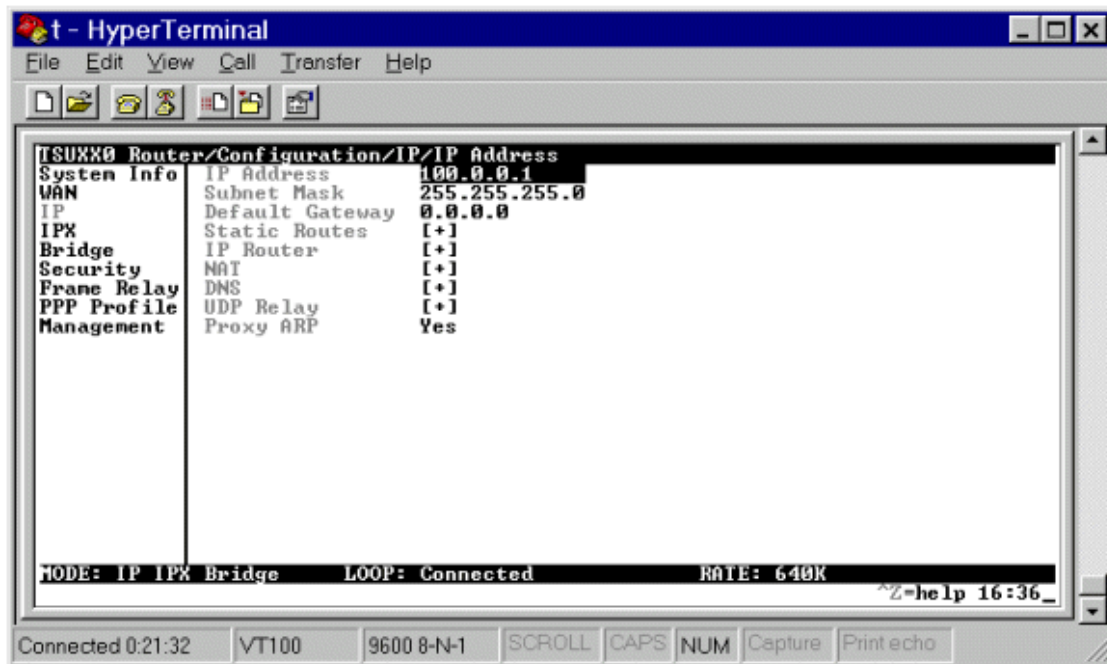 t - HyperTerminal
File Edit View Call Transfer Help
TSUXX0 Router/Configuration/IP/IP Address
System Info IP Address 100.0.0.1
WAN Subnet Mask 255.255.255.0
IP Default Gateway 0.0.0.0
IPX Static Routes [+]
Bridge IP Router [+]
Security NAT [+]
Frame Relay DNS [+]
PPP Profile UDP Relay [+]
Management Proxy ARP Yes
MODE: IP IPX Bridge LOOP: Connected RATE: 640K
^Z=help 16:36_
Connected 0:21:32 VT100 9600 8-N-1 SCROLL CAPS NUM Capture Print echo